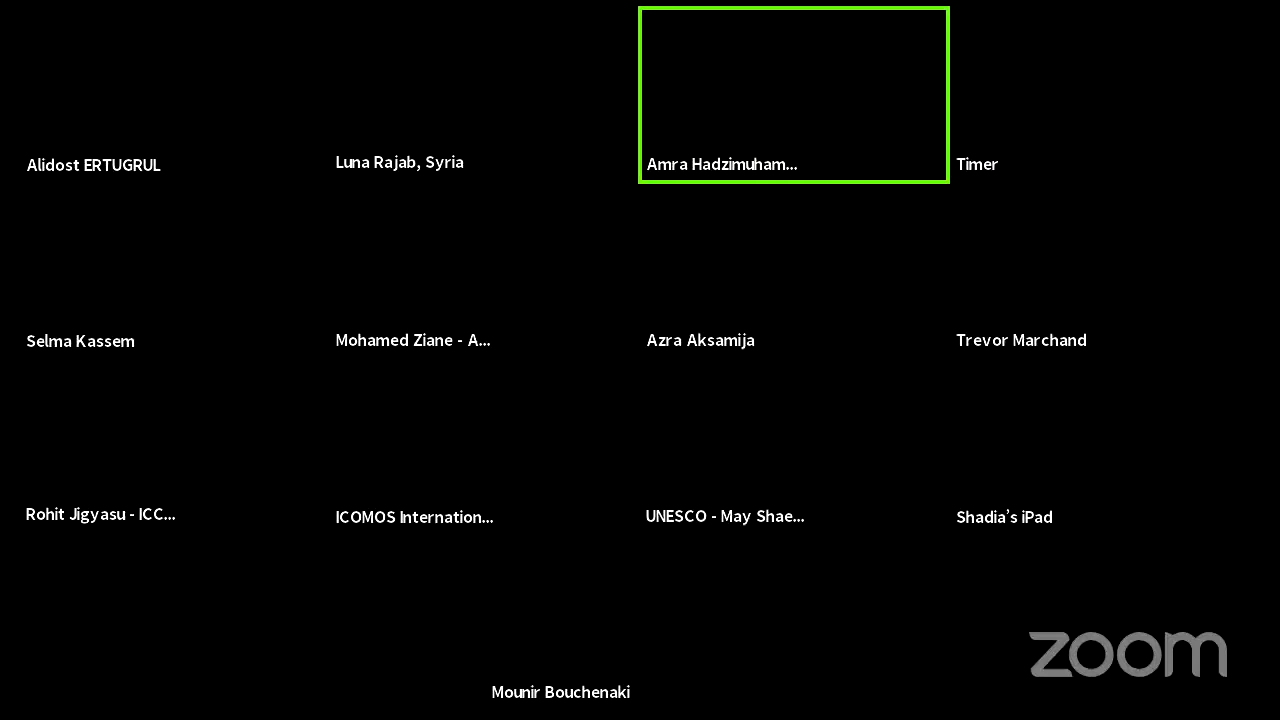 Alidost ERTUGRUL
Luna Rajab, Syria
Amra Hadzimuham...
Timer
Selma Kassem
Mohamed Ziane - A...
Azra Aksamija
Trevor Marchand
Rohit Jigyasu - ICC...
ICOMOS Internation...
UNESCO - May Shae...
Shadia’s iPad
Mounir Bouchenaki
zoom